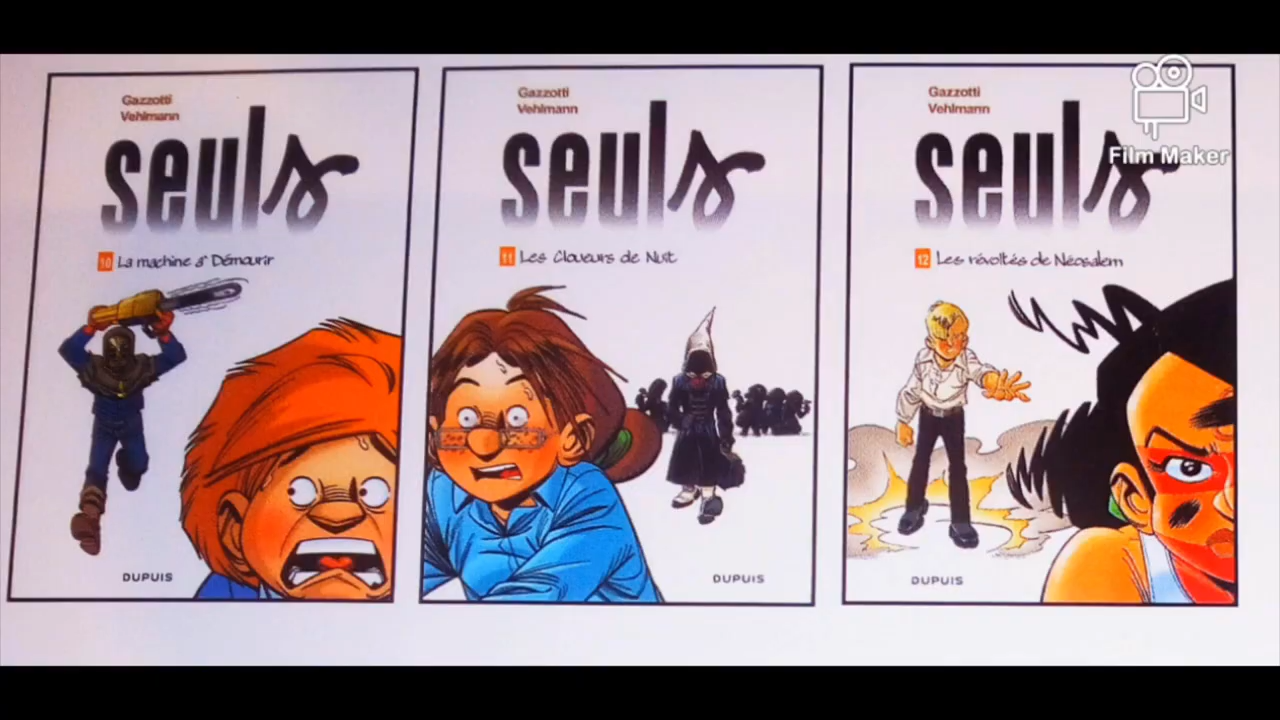 Gazzotti
Vehlmann
seuls
10 La machine à Démourir
DUPUIS
Gazzotti
Vehlmann
seuls
11 Les Cloueurs de Nuit
DUPUIS
Gazzotti
Vehlmann
seuls
12 Les révoltés de Néosalem
DUPUIS
Film Maker